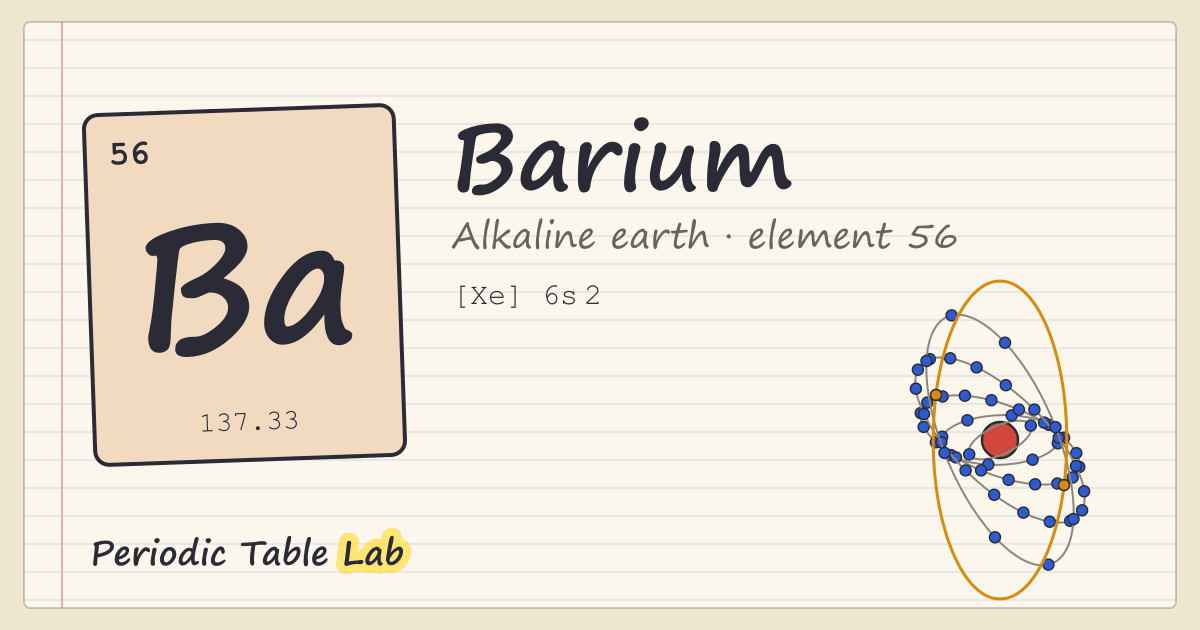 56
Ba
137.33
Barium
Alkaline earth · element 56
[Xe] 6s2
Periodic Table Lab